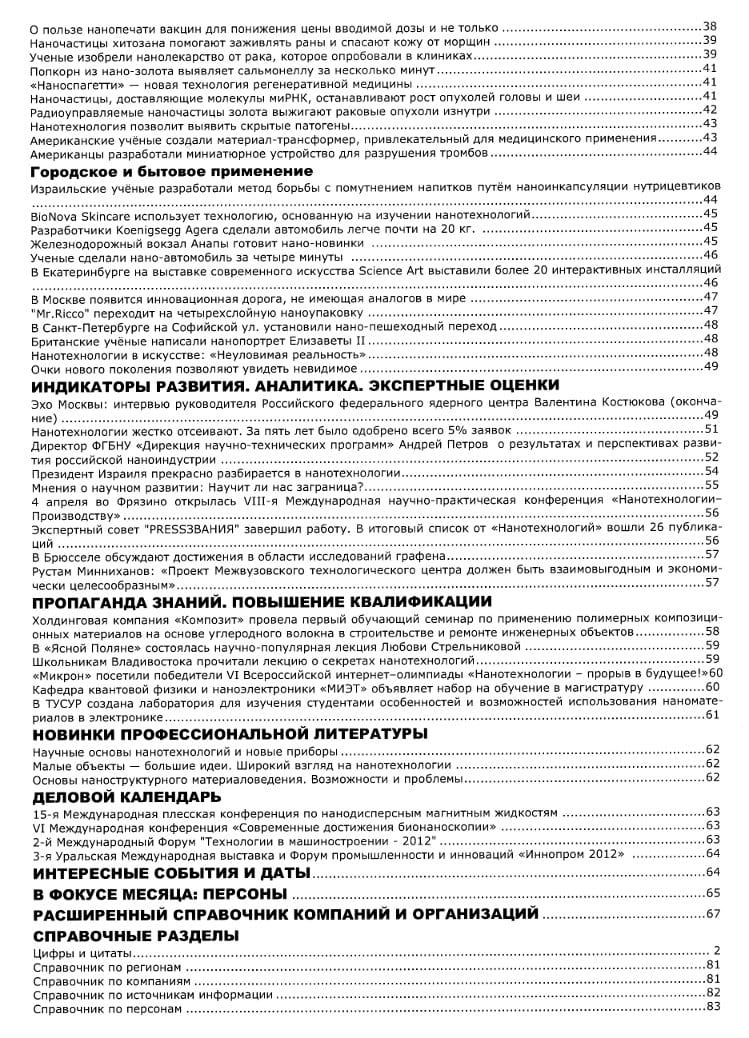 О пользе нанопечати вакцин для понижения цены вводимой дозы и не только ........38
Наночастицы хитозана помогают заживлять раны и спасают кожу от морщин ........39
Ученые изобрели нанолекарство от рака, которое опробовали в клиниках........39
Попкорн из нано-золота выявляет сальмонеллу за несколько минут........41
«Наноспагетти» — новая технология регенеративной медицины ........41
Наночастицы, доставляющие молекулы миРНК, останавливают рост опухолей головы и шеи ........41
Радиоуправляемые наночастицы золота выжигают раковые опухоли изнутри ........42
Нанотехнология позволит выявить скрытые патогены........43
Американские учёные создали материал-трансформер, привлекательный для медицинского применения........43
Американцы разработали миниатюрное устройство для разрушения тромбов........44
Городское и бытовое применение
Израильские учёные разработали метод борьбы с помутнением напитков путём наноинкапсуляции нутрицевтиков
........44
BioNova Skincare использует технологию, основанную на изучении нанотехнологий........45
Разработчики Koenigsegg Agera сделали автомобиль легче почти на 20 кг. ........45
Железнодорожный вокзал Анапы готовит нано-новинки ........45
Ученые сделали нано-автомобиль за четыре минуты ........46
В Екатеринбурге на выставке современного искусства Science Art выставили более 20 интерактивных инсталляций
........46
В Москве появится инновационная дорога, не имеющая аналогов в мире ........47
"Mr.Ricco" переходит на четырехслойную наноупаковку ........47
В Санкт-Петербурге на Софийской ул. установили нано-пешеходный переход........48
Британские учёные написали нанопортрет Елизаветы II ........48
Нанотехнологии в искусстве: «Неуловимая реальность»........48
Очки нового поколения позволяют увидеть невидимое........49
ИНДИКАТОРЫ РАЗВИТИЯ. АНАЛИТИКА. ЭКСПЕРТНЫЕ ОЦЕНКИ
Эхо Москвы: интервью руководителя Российского федерального ядерного центра Валентина Костюкова (оконча-
ние) ........49
Нанотехнологии жестко отсеивают. За пять лет было одобрено всего 5% заявок ........51
Директор ФГБНУ «Дирекция научно-технических программ» Андрей Петров о результатах и перспективах разви-
тия российской наноиндустрии ........52
Президент Израиля прекрасно разбирается в нанотехнологии........54
Мнения о научном развитии: Научит ли нас заграница?........55
4 апреля во Фрязино открылась VIII-я Международная научно-практическая конференция «Нанотехнологии–
Производству» ........56
Экспертный совет "PRESSЗВАНИЯ" завершил работу. В итоговый список от «Нанотехнологий» вошли 26 публика-
ций ........56
В Брюсселе обсуждают достижения в области исследований графена........57
Рустам Минниханов: «Проект Межвузовского технологического центра должен быть взаимовыгодным и экономи-
чески целесообразным»........57
ПРОПАГАНДА ЗНАНИЙ. ПОВЫШЕНИЕ КВАЛИФИКАЦИИ
Холдинговая компания «Композит» провела первый обучающий семинар по применению полимерных композици-
онных материалов на основе углеродного волокна в строительстве и ремонте инженерных объектов........58
В «Ясной Поляне» состоялась научно-популярная лекция Любови Стрельниковой ........59
Школьникам Владивостока прочитали лекцию о секретах нанотехнологий........59
«Микрон» посетили победители VI Всероссийской интернет–олимпиады «Нанотехнологии – прорыв в будущее!»60
Кафедра квантовой физики и наноэлектроники «МИЭТ» объявляет набор на обучение в магистратуру ........60
В ТУСУР создана лаборатория для изучения студентами особенностей и возможностей использования наномате-
риалов в электронике........61
НОВИНКИ ПРОФЕССИОНАЛЬНОЙ ЛИТЕРАТУРЫ
Научные основы нанотехнологий и новые приборы........62
Малые объекты — большие идеи. Широкий взгляд на нанотехнологии ........62
Основы наноструктурного материаловедения. Возможности и проблемы........62
ДЕЛОВОЙ КАЛЕНДАРЬ
15-я Международная плесская конференция по нанодисперсным магнитным жидкостям ........63
VI Международная конференция «Современные достижения бионаноскопии» ........63
2-й Международный Форум "Технологии в машиностроении - 2012"........63
3-я Уральская Международная выставка и Форум промышленности и инноваций «Иннопром 2012» ........64
ИНТЕРЕСНЫЕ СОБЫТИЯ И ДАТЫ........64
В ФОКУСЕ МЕСЯЦА: ПЕРСОНЫ ........65
РАСШИРЕННЫЙ СПРАВОЧНИК КОМПАНИЙ И ОРГАНИЗАЦИЙ........67
СПРАВОЧНЫЕ РАЗДЕЛЫ
Цифры и цитаты........ 2
Справочник по регионам ........81
Справочник по компаниям ........81
Справочник по источникам информации ........82
Справочник по персонам ........83